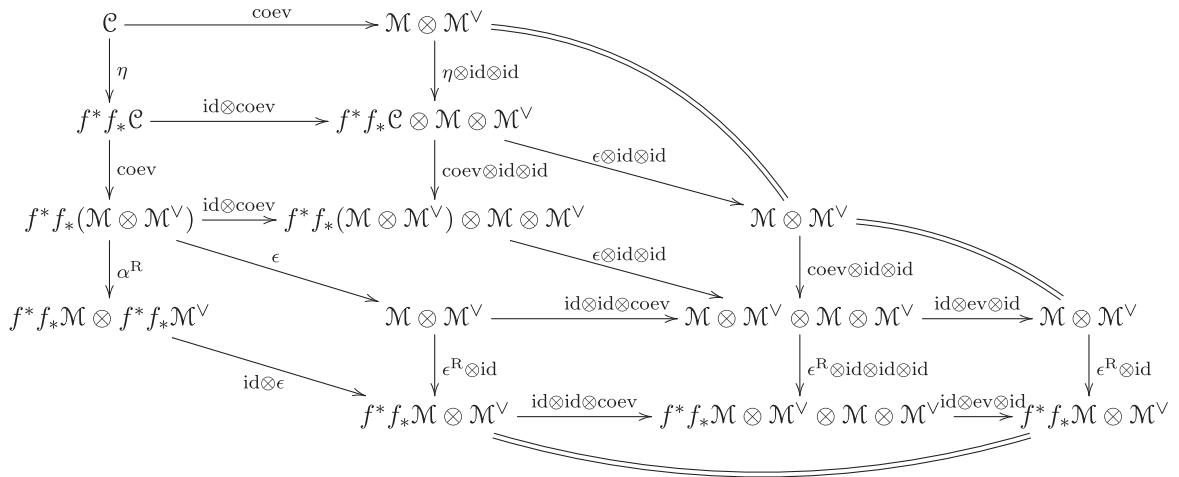 𝒞 coev ℳ ⊗ ℳ^∨
η η⊗id⊗id
f*f_*𝒞 id⊗coev f*f_*𝒞 ⊗ ℳ ⊗ ℳ^∨
coev coev⊗id⊗id ϵ⊗id⊗id
f*f_*(ℳ ⊗ ℳ^∨) id⊗coev f*f_*(ℳ ⊗ ℳ^∨) ⊗ ℳ ⊗ ℳ^∨ ℳ ⊗ ℳ^∨
α^R ϵ ϵ⊗id⊗id coev⊗id⊗id
f*f_*ℳ ⊗ f*f_*ℳ^∨ ℳ ⊗ ℳ^∨ id⊗id⊗coev ℳ ⊗ ℳ^∨ ⊗ ℳ ⊗ ℳ^∨ id⊗ev⊗id ℳ ⊗ ℳ^∨
id⊗ϵ ϵ^R⊗id ϵ^R⊗id⊗id⊗id ϵ^R⊗id
f*f_*ℳ ⊗ ℳ^∨ id⊗id⊗coev f*f_*ℳ ⊗ ℳ^∨ ⊗ ℳ ⊗ ℳ^∨ id⊗ev⊗id f*f_*ℳ ⊗ ℳ^∨